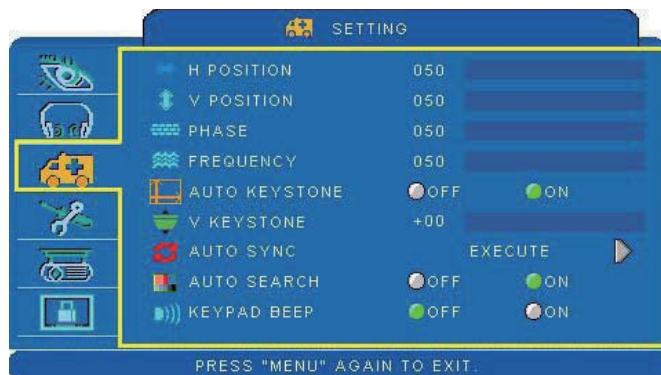 SETTING
H POSITION 050
V POSITION 050
PHASE 050
FREQUENCY 050
AUTO KEYSTONE OFF ON
V KEYSTONE +00
AUTO SYNC EXECUTE
AUTO SEARCH OFF ON
KEYPAD BEEP OFF ON
PRESS "MENU" AGAIN TO EXIT.